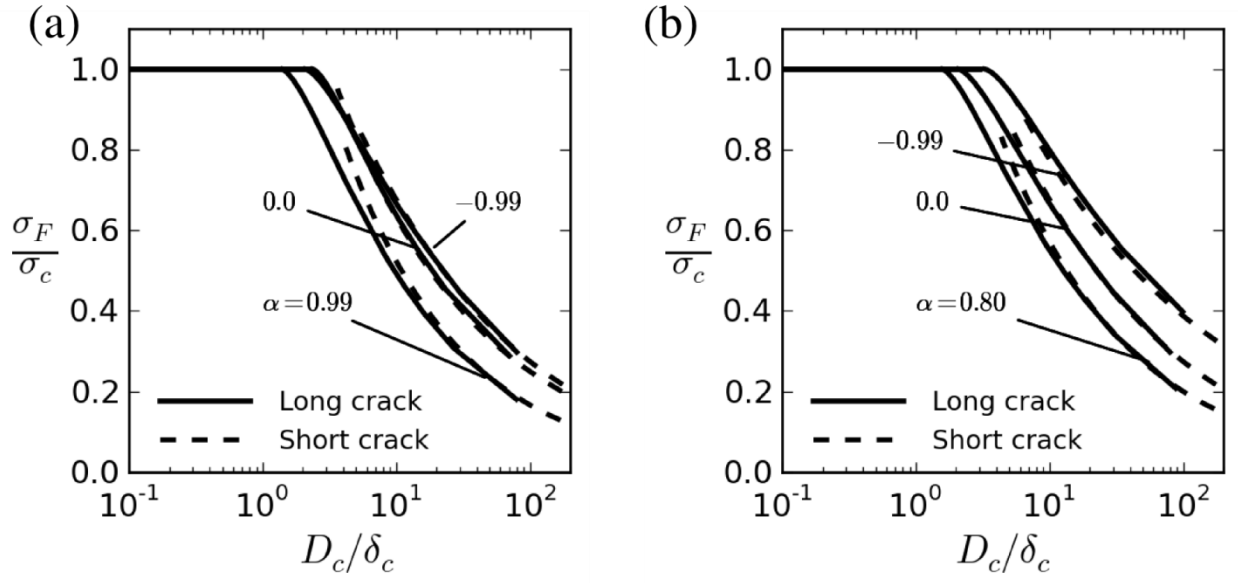 (a)
1.0
0.8
0.6
0.4
0.2
0.0
σ_F/σ_c
0.0
−0.99
α=0.99
Long crack
Short crack
10^-1
10^0
10^1
10^2
D_c/δ_c
(b)
1.0
0.8
0.6
0.4
0.2
0.0
σ_F/σ_c
−0.99
0.0
α=0.80
Long crack
Short crack
10^-1
10^0
10^1
10^2
D_c/δ_c